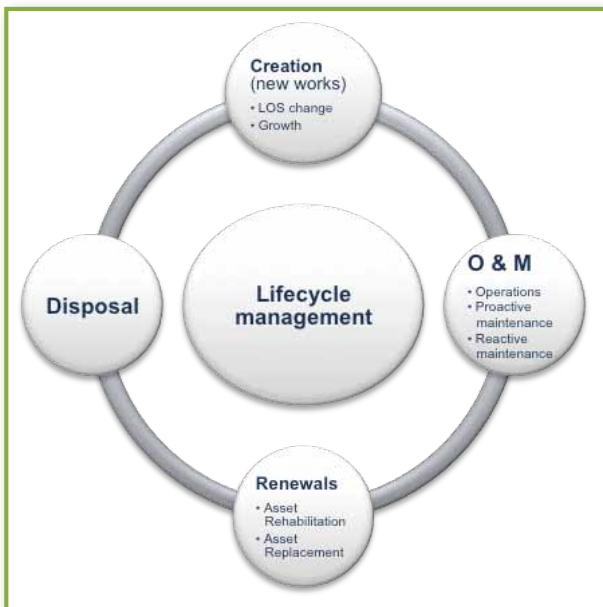 Creation
(new works)
• LOS change
• Growth
O & M
• Operations
• Proactive
maintenance
• Reactive
maintenance
Lifecycle
management
Disposal
Renewals
• Asset
Rehabilitation
• Asset
Replacement